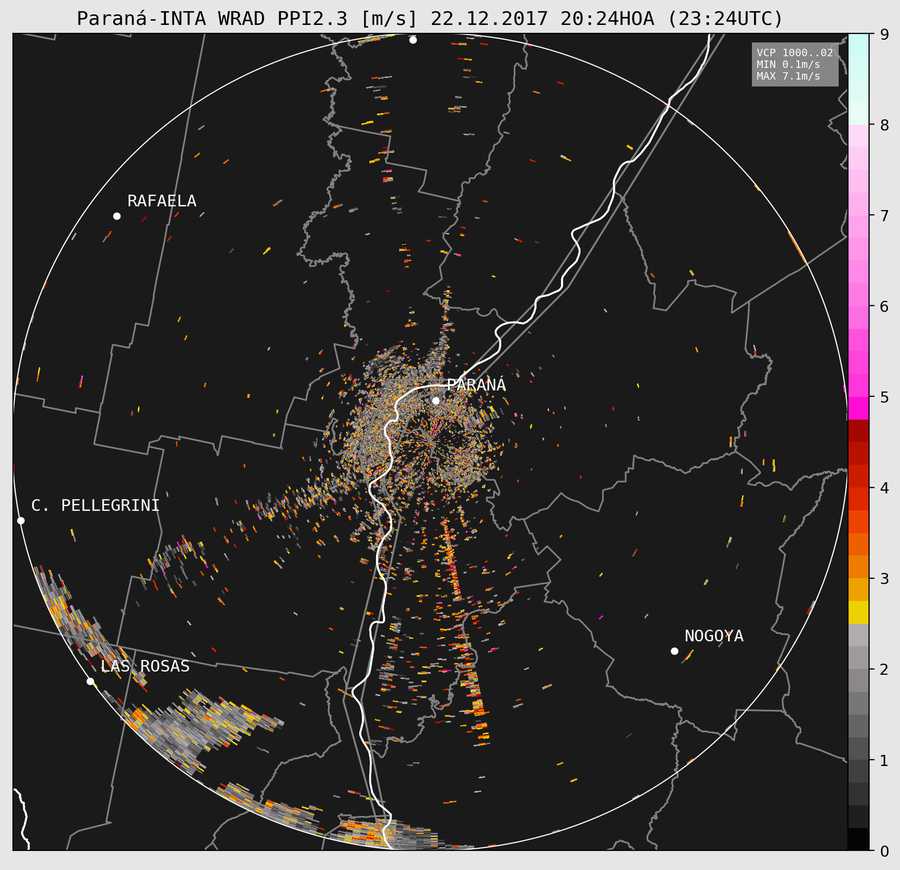 Paraná-INTA WRAD PPI2.3 [m/s] 22.12.2017 20:24HOA (23:24UTC)
VCP 1000..02
MIN 0.1m/s
MAX 7.1m/s
9
8
7
6
5
4
3
2
1
0
RAFAELA
PARANÁ
C. PELLEGRINI
NOGOYA
LAS ROSAS